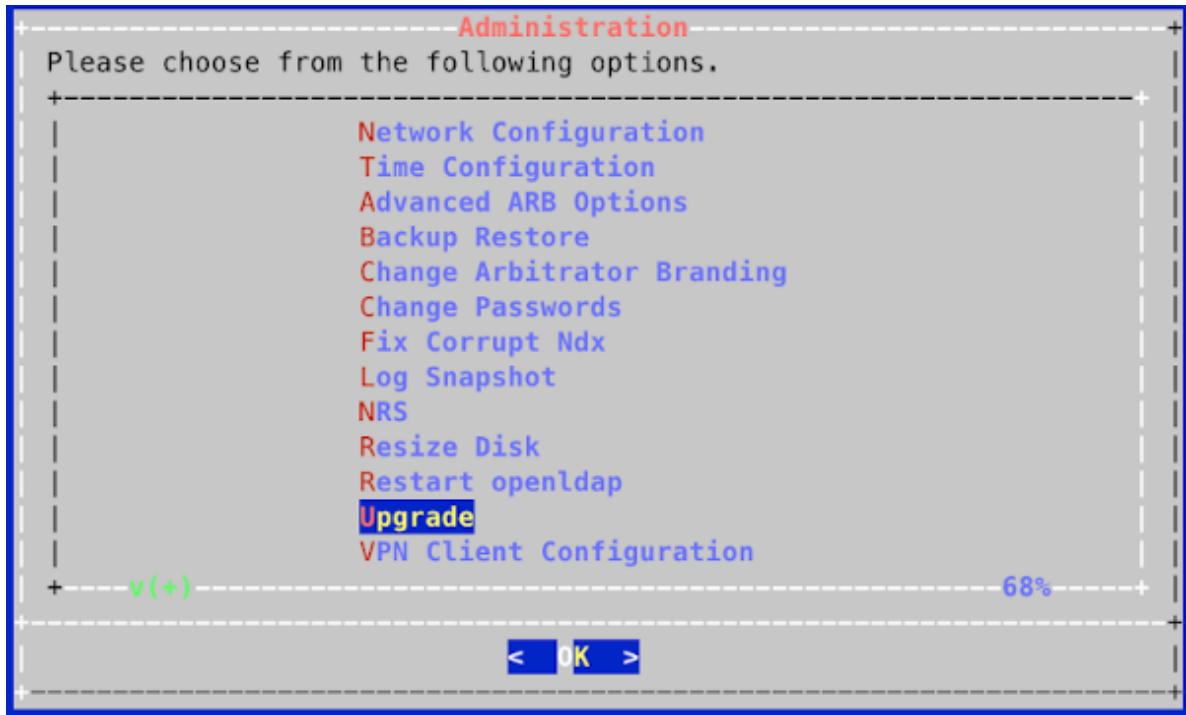 Administration
Please choose from the following options.
Network Configuration
Time Configuration
Advanced ARB Options
Backup Restore
Change Arbitrator Branding
Change Passwords
Fix Corrupt Ndx
Log Snapshot
NRS
Resize Disk
Restart openldap
Upgrade
VPN Client Configuration
v(+) 68%
< OK >